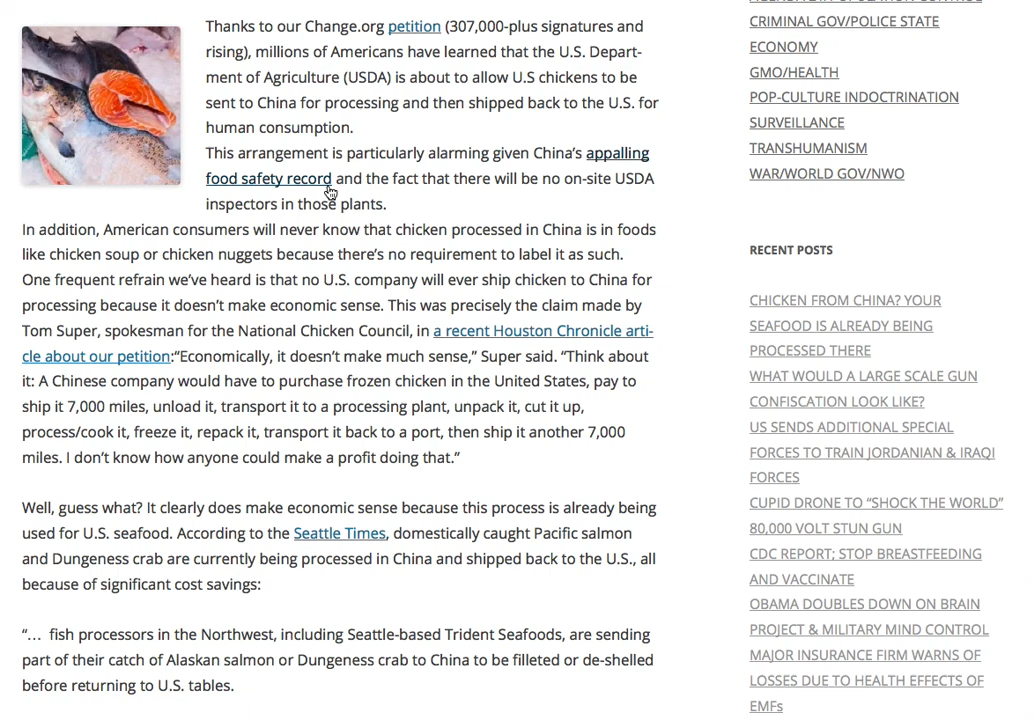 Thanks to our Change.org petition (307,000-plus signatures and
rising), millions of Americans have learned that the U.S. Depart-
ment of Agriculture (USDA) is about to allow U.S chickens to be
sent to China for processing and then shipped back to the U.S. for
human consumption.
This arrangement is particularly alarming given China’s appalling
food safety record and the fact that there will be no on-site USDA
inspectors in those plants.
In addition, American consumers will never know that chicken processed in China is in foods
like chicken soup or chicken nuggets because there’s no requirement to label it as such.
One frequent refrain we’ve heard is that no U.S. company will ever ship chicken to China for
processing because it doesn’t make economic sense. This was precisely the claim made by
Tom Super, spokesman for the National Chicken Council, in a recent Houston Chronicle arti-
cle about our petition:“Economically, it doesn’t make much sense,” Super said. “Think about
it: A Chinese company would have to purchase frozen chicken in the United States, pay to
ship it 7,000 miles, unload it, transport it to a processing plant, unpack it, cut it up,
process/cook it, freeze it, repack it, transport it back to a port, then ship it another 7,000
miles. I don’t know how anyone could make a profit doing that.”
Well, guess what? It clearly does make economic sense because this process is already being
used for U.S. seafood. According to the Seattle Times, domestically caught Pacific salmon
and Dungeness crab are currently being processed in China and shipped back to the U.S., all
because of significant cost savings:
“… fish processors in the Northwest, including Seattle-based Trident Seafoods, are sending
part of their catch of Alaskan salmon or Dungeness crab to China to be filleted or de-shelled
before returning to U.S. tables.
CRIMINAL GOV/POLICE STATE
ECONOMY
GMO/HEALTH
POP-CULTURE INDOCTRINATION
SURVEILLANCE
TRANSHUMANISM
WAR/WORLD GOV/NWO
RECENT POSTS
CHICKEN FROM CHINA? YOUR
SEAFOOD IS ALREADY BEING
PROCESSED THERE
WHAT WOULD A LARGE SCALE GUN
CONFISCATION LOOK LIKE?
US SENDS ADDITIONAL SPECIAL
FORCES TO TRAIN JORDANIAN & IRAQI
FORCES
CUPID DRONE TO “SHOCK THE WORLD”
80,000 VOLT STUN GUN
CDC REPORT; STOP BREASTFEEDING
AND VACCINATE
OBAMA DOUBLES DOWN ON BRAIN
PROJECT & MILITARY MIND CONTROL
MAJOR INSURANCE FIRM WARNS OF
LOSSES DUE TO HEALTH EFFECTS OF
EMFs